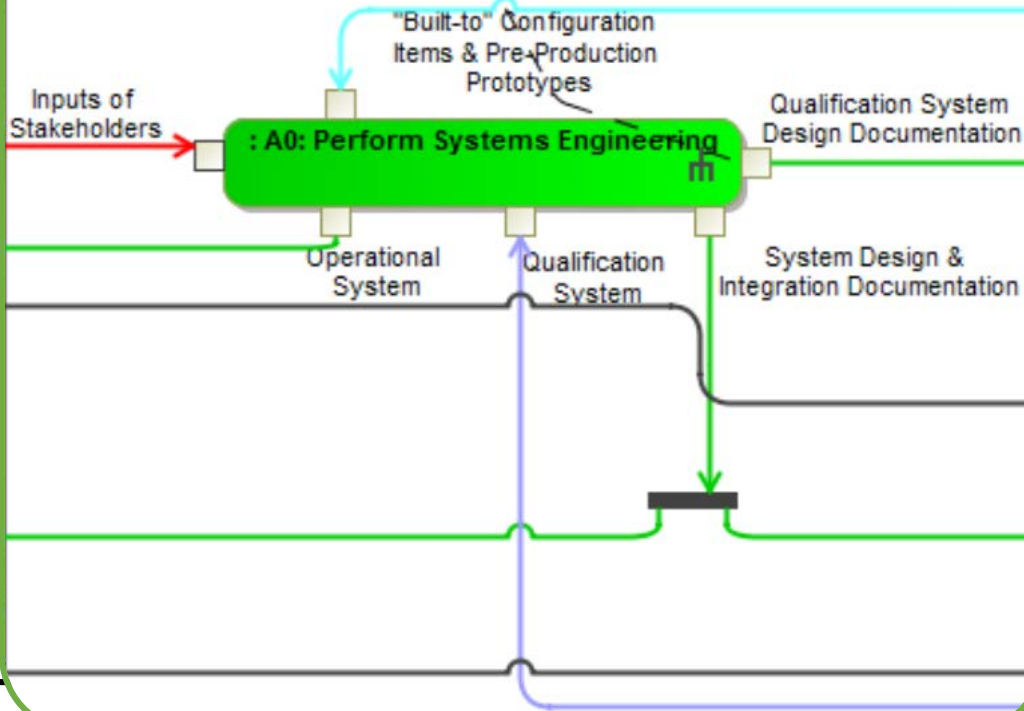 "Built-to" Configuration
Items & Pre-Production
Prototypes
Inputs of
Stakeholders
Qualification System
Design Documentation
: A0: Perform Systems Engineering
Operational
System
Qualification
System
System Design &
Integration Documentation